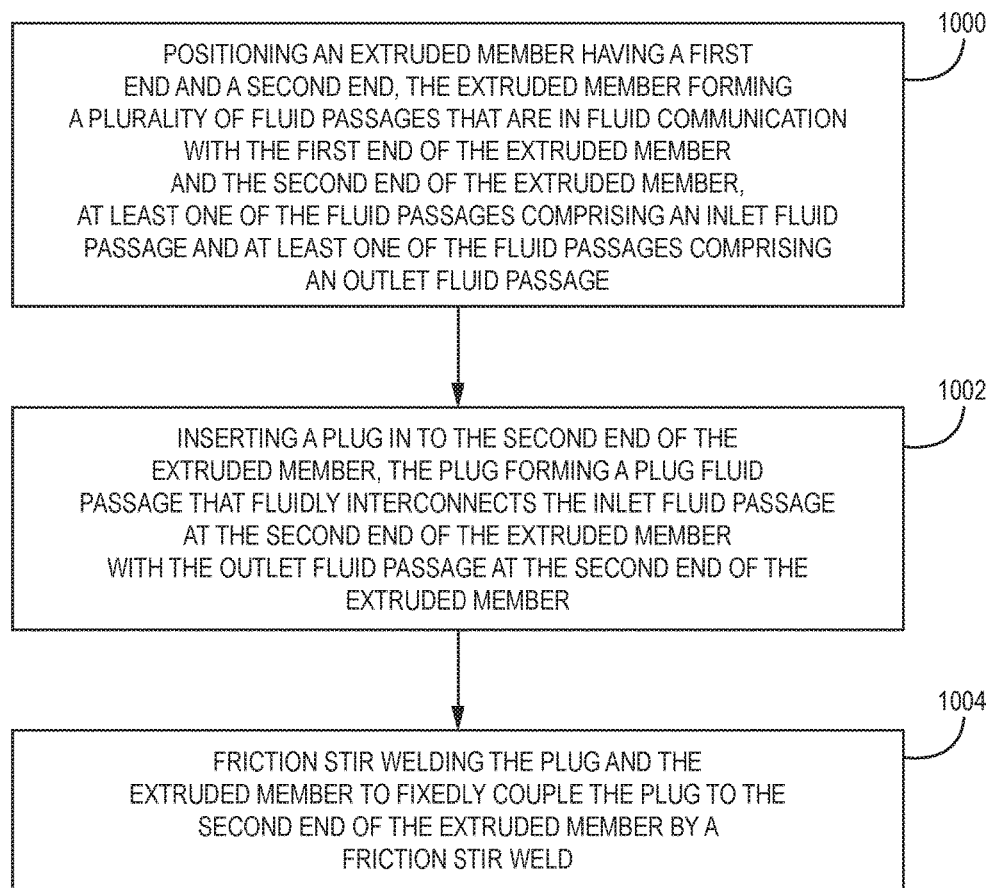 1000
POSITIONING AN EXTRUDED MEMBER HAVING A FIRST
END AND A SECOND END, THE EXTRUDED MEMBER FORMING
A PLURALITY OF FLUID PASSAGES THAT ARE IN FLUID COMMUNICATION
WITH THE FIRST END OF THE EXTRUDED MEMBER
AND THE SECOND END OF THE EXTRUDED MEMBER,
AT LEAST ONE OF THE FLUID PASSAGES COMPRISING AN INLET FLUID
PASSAGE AND AT LEAST ONE OF THE FLUID PASSAGES COMPRISING
AN OUTLET FLUID PASSAGE
1002
INSERTING A PLUG IN TO THE SECOND END OF THE
EXTRUDED MEMBER, THE PLUG FORMING A PLUG FLUID
PASSAGE THAT FLUIDLY INTERCONNECTS THE INLET FLUID PASSAGE
AT THE SECOND END OF THE EXTRUDED MEMBER
WITH THE OUTLET FLUID PASSAGE AT THE SECOND END OF THE
EXTRUDED MEMBER
1004
FRICTION STIR WELDING THE PLUG AND THE
EXTRUDED MEMBER TO FIXEDLY COUPLE THE PLUG TO THE
SECOND END OF THE EXTRUDED MEMBER BY A
FRICTION STIR WELD